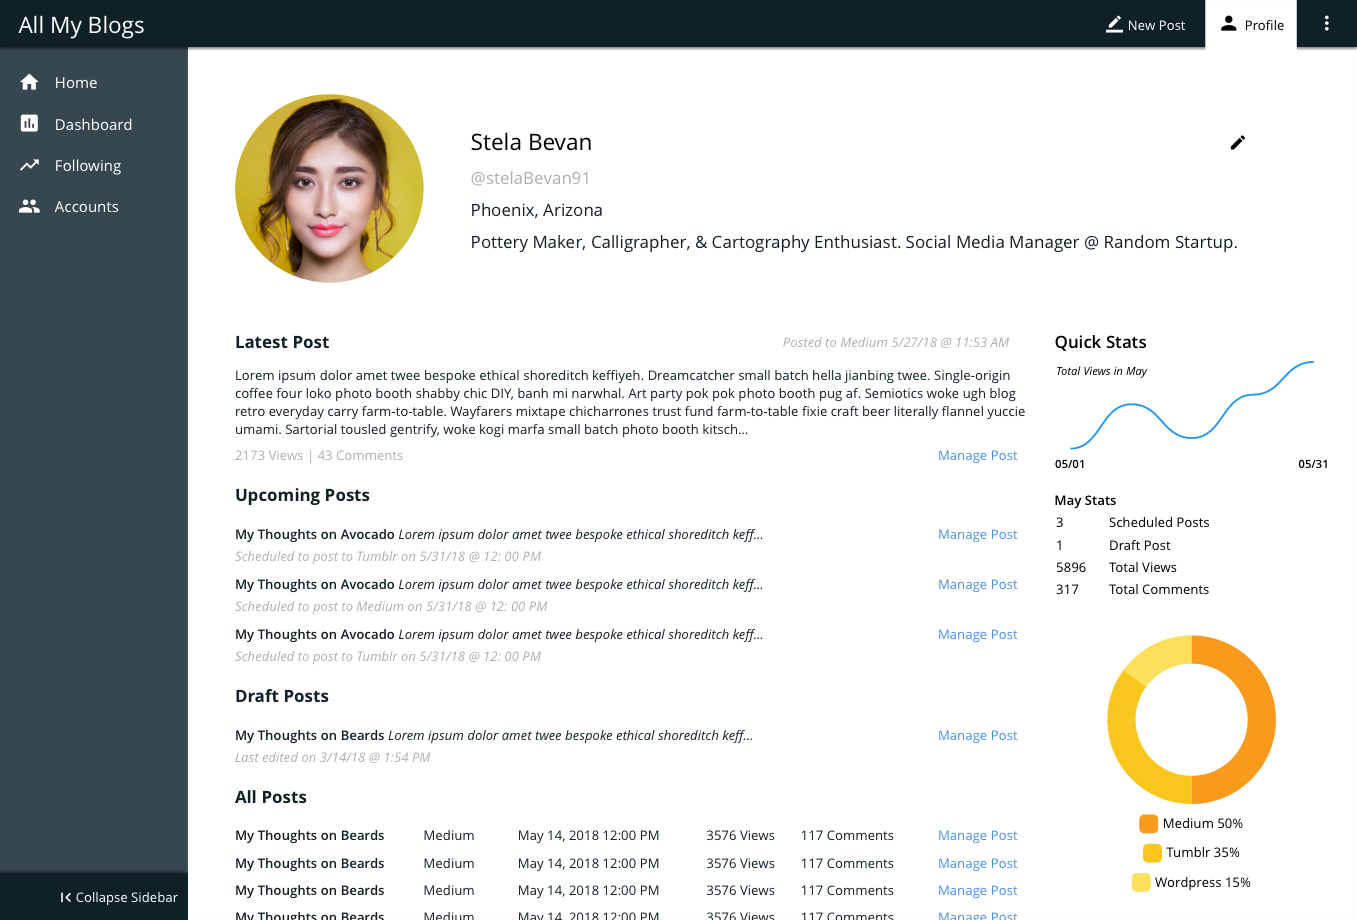 All My Blogs
New Post
Profile
Home
Dashboard
Following
Accounts
Collapse Sidebar
Stela Bevan
@stelaBevan91
Phoenix, Arizona
Pottery Maker, Calligrapher, & Cartography Enthusiast. Social Media Manager @ Random Startup.
Latest Post
Posted to Medium 5/27/18 @ 11:53 AM
Lorem ipsum dolor amet twee bespoke ethical shoreditch keffiyeh. Dreamcatcher small batch hella jianbing twee. Single-origin
coffee four loko photo booth shabby chic DIY, banh mi narwhal. Art party pok pok photo booth pug af. Semiotics woke ugh blog
retro everyday carry farm-to-table. Wayfarers mixtape chicharrones trust fund farm-to-table fixie craft beer literally flannel yuccie
umami. Sartorial tousled gentrify, woke kogi marfa small batch photo booth kitsch...
2173 Views | 43 Comments Manage Post
Upcoming Posts
My Thoughts on Avocado Lorem ipsum dolor amet twee bespoke ethical shoreditch keff... Manage Post
Scheduled to post to Tumblr on 5/31/18 @ 12: 00 PM
My Thoughts on Avocado Lorem ipsum dolor amet twee bespoke ethical shoreditch keff... Manage Post
Scheduled to post to Medium on 5/31/18 @ 12: 00 PM
My Thoughts on Avocado Lorem ipsum dolor amet twee bespoke ethical shoreditch keff... Manage Post
Scheduled to post to Tumblr on 5/31/18 @ 12: 00 PM
Draft Posts
My Thoughts on Beards Lorem ipsum dolor amet twee bespoke ethical shoreditch keff... Manage Post
Last edited on 3/14/18 @ 1:54 PM
All Posts
My Thoughts on Beards Medium May 14, 2018 12:00 PM 3576 Views 117 Comments Manage Post
My Thoughts on Beards Medium May 14, 2018 12:00 PM 3576 Views 117 Comments Manage Post
My Thoughts on Beards Medium May 14, 2018 12:00 PM 3576 Views 117 Comments Manage Post
My Thoughts on Beards Medium May 14, 2018 12:00 PM 3576 Views 117 Comments Manage Post
Quick Stats
Total Views in May
05/01 05/31
May Stats
3 Scheduled Posts
1 Draft Post
5896 Total Views
317 Total Comments
Medium 50%
Tumblr 35%
Wordpress 15%